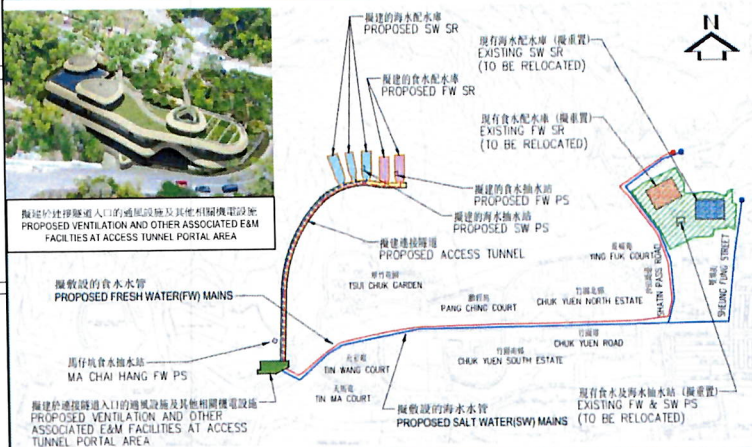 擬建的海水配水庫
PROPOSED SW SR
擬建的食水配水庫
PROPOSED FW SR
現有海水配水庫 (擬重置)
EXISTING SW SR
(TO BE RELOCATED)
N
現有食水配水庫 (擬重置)
EXISTING FW SR
(TO BE RELOCATED)
擬建於連接隧道入口的通風設施及其他相關機電設施
PROPOSED VENTILATION AND OTHER ASSOCIATED E&M
FACILTIES AT ACCESS TUNNEL PORTAL AREA
擬建的食水抽水站
PROPOSED FW PS
擬建的海水抽水站
PROPOSED SW PS
擬建連接隧道
PROPOSED ACCESS TUNNEL
翠竹花園
TSUI CHUK GARDEN
YING FUK COURT
SHATIN PASS ROAD
SHEUNG FUNG STREET
擬敷設的食水水管
PROPOSED FRESH WATER(FW) MAINS
鵬程苑
PANG CHING COURT
竹園北邨
CHUK YUEN NORTH ESTATE
竹園道
CHUK YUEN ROAD
竹園南邨
CHUK YUEN SOUTH ESTATE
馬仔坑食水抽水站
MA CHAI HANG FW PS
天宏苑
TIN WANG COURT
天馬苑
TIN MA COURT
擬建於連接隧道入口的通風設施及其他相關機電設施
PROPOSED VENTILATION AND OTHER
ASSOCIATED E&M FACILITIES AT ACCESS
TUNNEL PORTAL AREA
擬敷設的海水水管
PROPOSED SALT WATER(SW) MAINS
現有食水及海水抽水站 (擬重置)
EXISTING FW & SW PS
(TO BE RELOCATED)